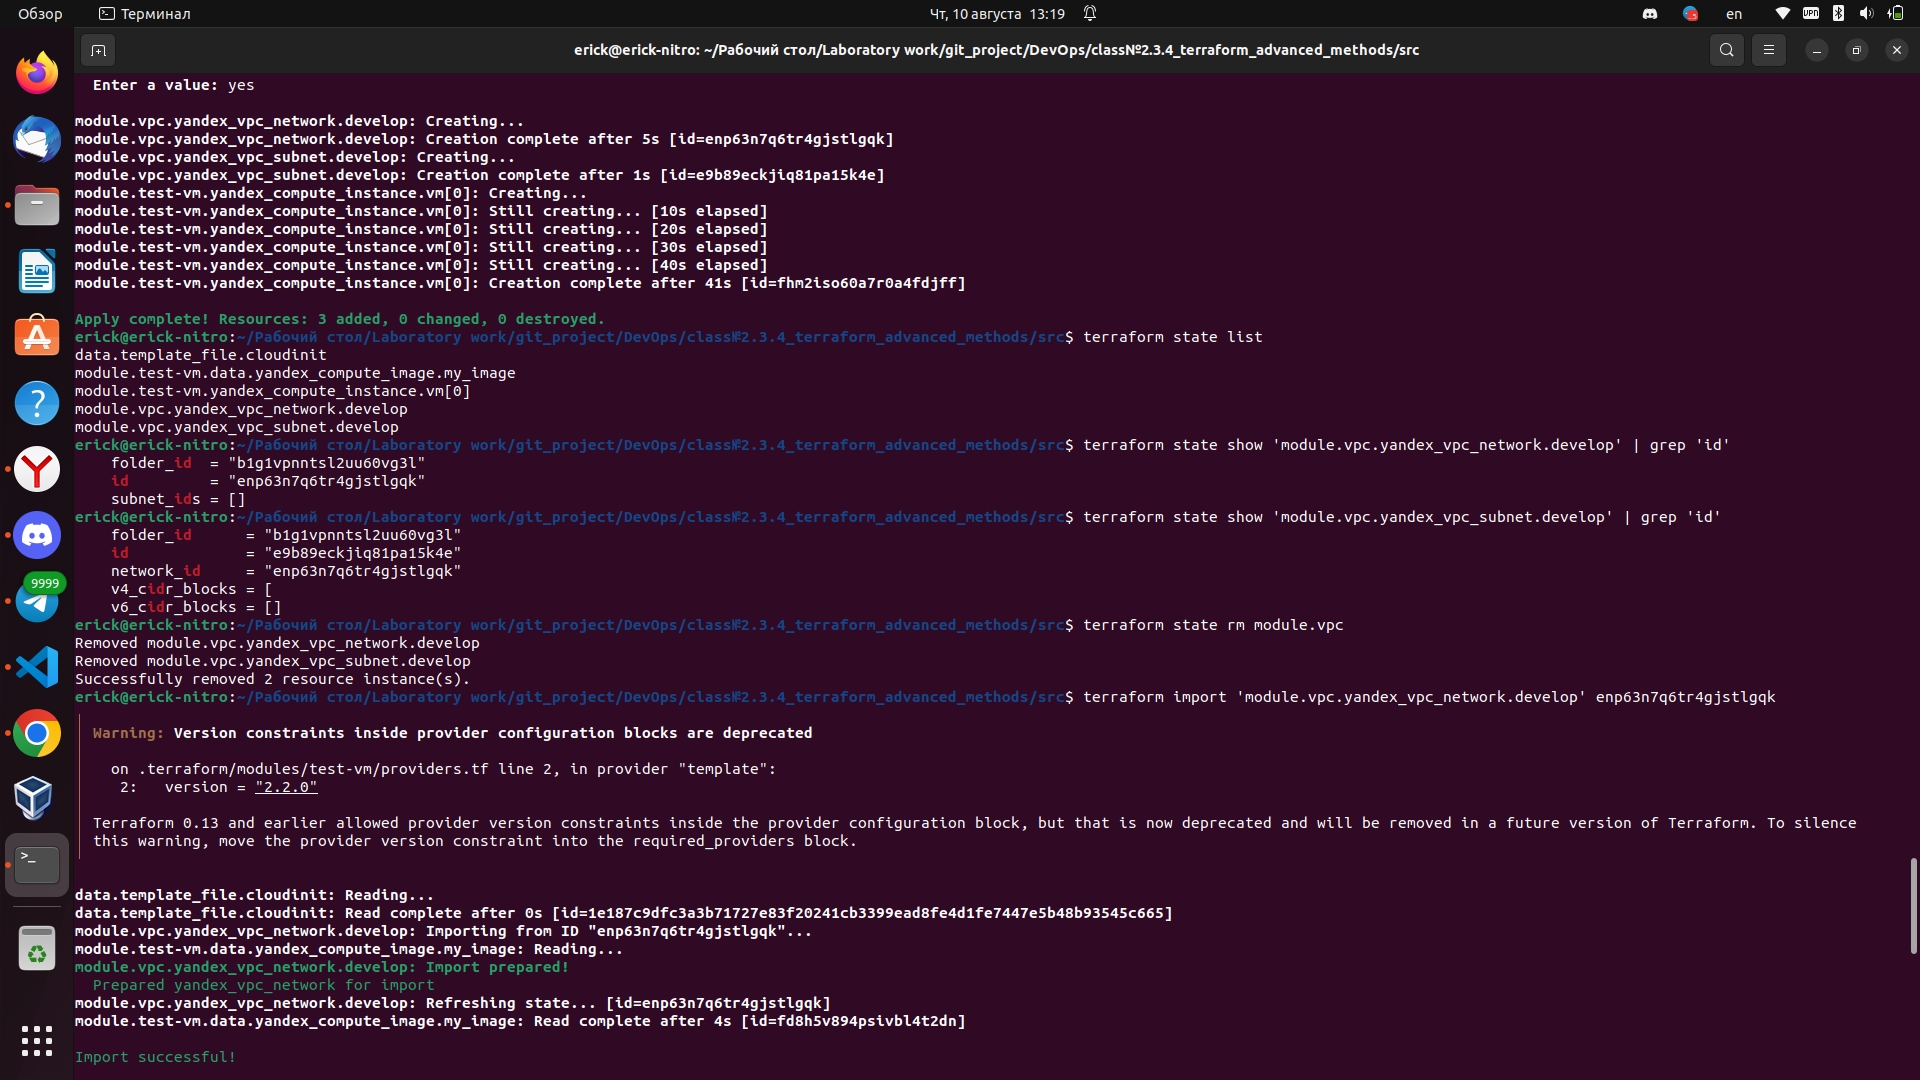 Обзор
Терминал
Чт, 10 августа 13:19
en
VPN
erick@erick-nitro: ~/Рабочий стол/Laboratory work/git_project/DevOps/class№2.3.4_terraform_advanced_methods/src
Enter a value: yes
module.vpc.yandex_vpc_network.develop: Creating...
module.vpc.yandex_vpc_network.develop: Creation complete after 5s [id=enp63n7q6tr4gjstlgqk]
module.vpc.yandex_vpc_subnet.develop: Creating...
module.vpc.yandex_vpc_subnet.develop: Creation complete after 1s [id=e9b89eckjiq81pa15k4e]
module.test-vm.yandex_compute_instance.vm[0]: Creating...
module.test-vm.yandex_compute_instance.vm[0]: Still creating... [10s elapsed]
module.test-vm.yandex_compute_instance.vm[0]: Still creating... [20s elapsed]
module.test-vm.yandex_compute_instance.vm[0]: Still creating... [30s elapsed]
module.test-vm.yandex_compute_instance.vm[0]: Still creating... [40s elapsed]
module.test-vm.yandex_compute_instance.vm[0]: Creation complete after 41s [id=fhm2iso60a7r0a4fdjff]
Apply complete! Resources: 3 added, 0 changed, 0 destroyed.
erick@erick-nitro:~/Рабочий стол/Laboratory work/git_project/DevOps/class№2.3.4_terraform_advanced_methods/src$ terraform state list
data.template_file.cloudinit
module.test-vm.data.yandex_compute_image.my_image
module.test-vm.yandex_compute_instance.vm[0]
module.vpc.yandex_vpc_network.develop
module.vpc.yandex_vpc_subnet.develop
erick@erick-nitro:~/Рабочий стол/Laboratory work/git_project/DevOps/class№2.3.4_terraform_advanced_methods/src$ terraform state show 'module.vpc.yandex_vpc_network.develop' | grep 'id'
folder_id = "b1g1vpnntsl2uu60vg3l"
id = "enp63n7q6tr4gjstlgqk"
subnet_ids = []
erick@erick-nitro:~/Рабочий стол/Laboratory work/git_project/DevOps/class№2.3.4_terraform_advanced_methods/src$ terraform state show 'module.vpc.yandex_vpc_subnet.develop' | grep 'id'
folder_id = "b1g1vpnntsl2uu60vg3l"
id = "e9b89eckjiq81pa15k4e"
network_id = "enp63n7q6tr4gjstlgqk"
v4_cidr_blocks = [
v6_cidr_blocks = []
erick@erick-nitro:~/Рабочий стол/Laboratory work/git_project/DevOps/class№2.3.4_terraform_advanced_methods/src$ terraform state rm module.vpc
Removed module.vpc.yandex_vpc_network.develop
Removed module.vpc.yandex_vpc_subnet.develop
Successfully removed 2 resource instance(s).
erick@erick-nitro:~/Рабочий стол/Laboratory work/git_project/DevOps/class№2.3.4_terraform_advanced_methods/src$ terraform import 'module.vpc.yandex_vpc_network.develop' enp63n7q6tr4gjstlgqk
Warning: Version constraints inside provider configuration blocks are deprecated
on .terraform/modules/test-vm/providers.tf line 2, in provider "template":
2: version = "2.2.0"
Terraform 0.13 and earlier allowed provider version constraints inside the provider configuration block, but that is now deprecated and will be removed in a future version of Terraform. To silence
this warning, move the provider version constraint into the required_providers block.
data.template_file.cloudinit: Reading...
data.template_file.cloudinit: Read complete after 0s [id=1e187c9dfc3a3b71727e83f20241cb3399ead8fe4d1fe7447e5b48b93545c665]
module.vpc.yandex_vpc_network.develop: Importing from ID "enp63n7q6tr4gjstlgqk"...
module.test-vm.data.yandex_compute_image.my_image: Reading...
module.vpc.yandex_vpc_network.develop: Import prepared!
Prepared yandex_vpc_network for import
module.vpc.yandex_vpc_network.develop: Refreshing state... [id=enp63n7q6tr4gjstlgqk]
module.test-vm.data.yandex_compute_image.my_image: Read complete after 4s [id=fd8h5v894psivbl4t2dn]
Import successful!
9999